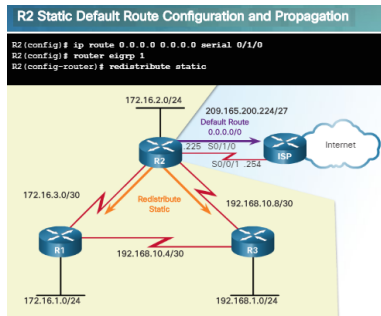 R2 Static Default Route Configuration and Propagation
R2(config)# ip route 0.0.0.0 0.0.0.0 serial 0/1/0
R2(config)# router eigrp 1
R2(config-router)# redistribute static
172.16.2.0/24
209.165.200.224/27
Default Route
0.0.0.0/0
.225 S0/1/0
Internet
R2
ISP
S0/0/1 .254
172.16.3.0/30
Redistribute
Static
192.168.10.8/30
R1
R3
192.168.10.4/30
172.16.1.0/24
192.168.1.0/24